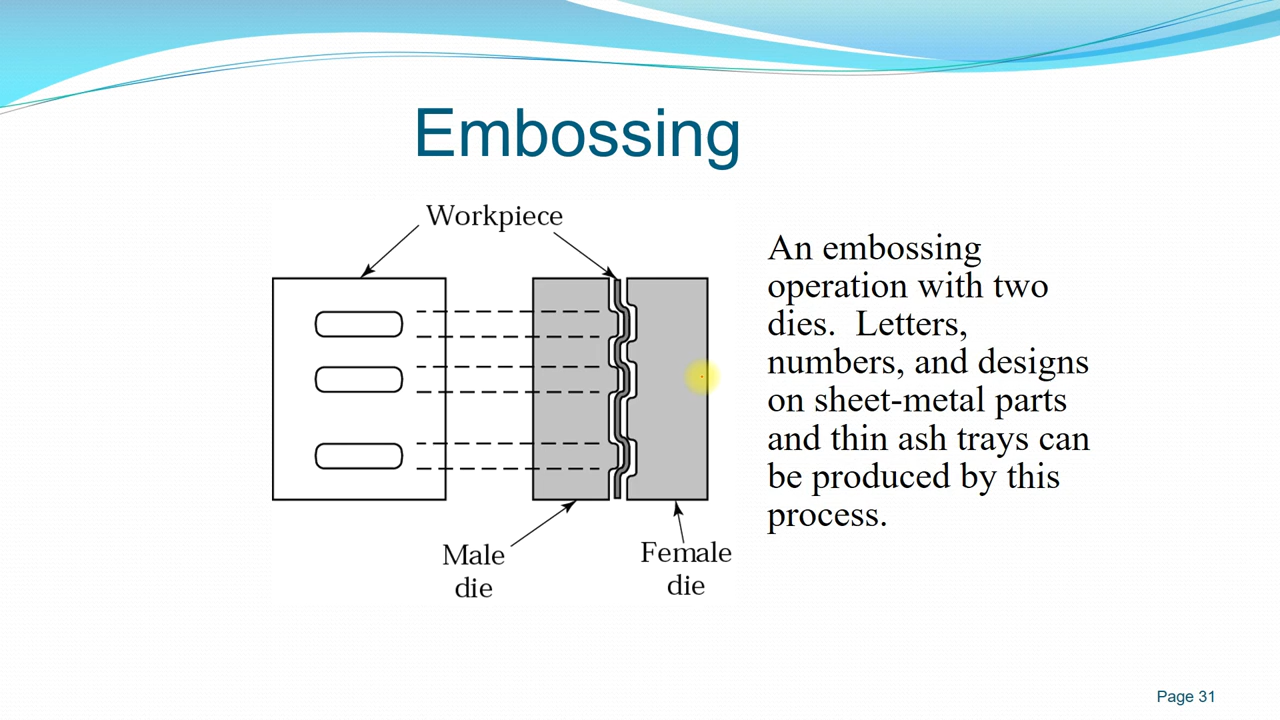 Embossing
Workpiece
Male
die
Female
die
An embossing
operation with two
dies.  Letters,
numbers, and designs
on sheet-metal parts
and thin ash trays can
be produced by this
process.
Page 31